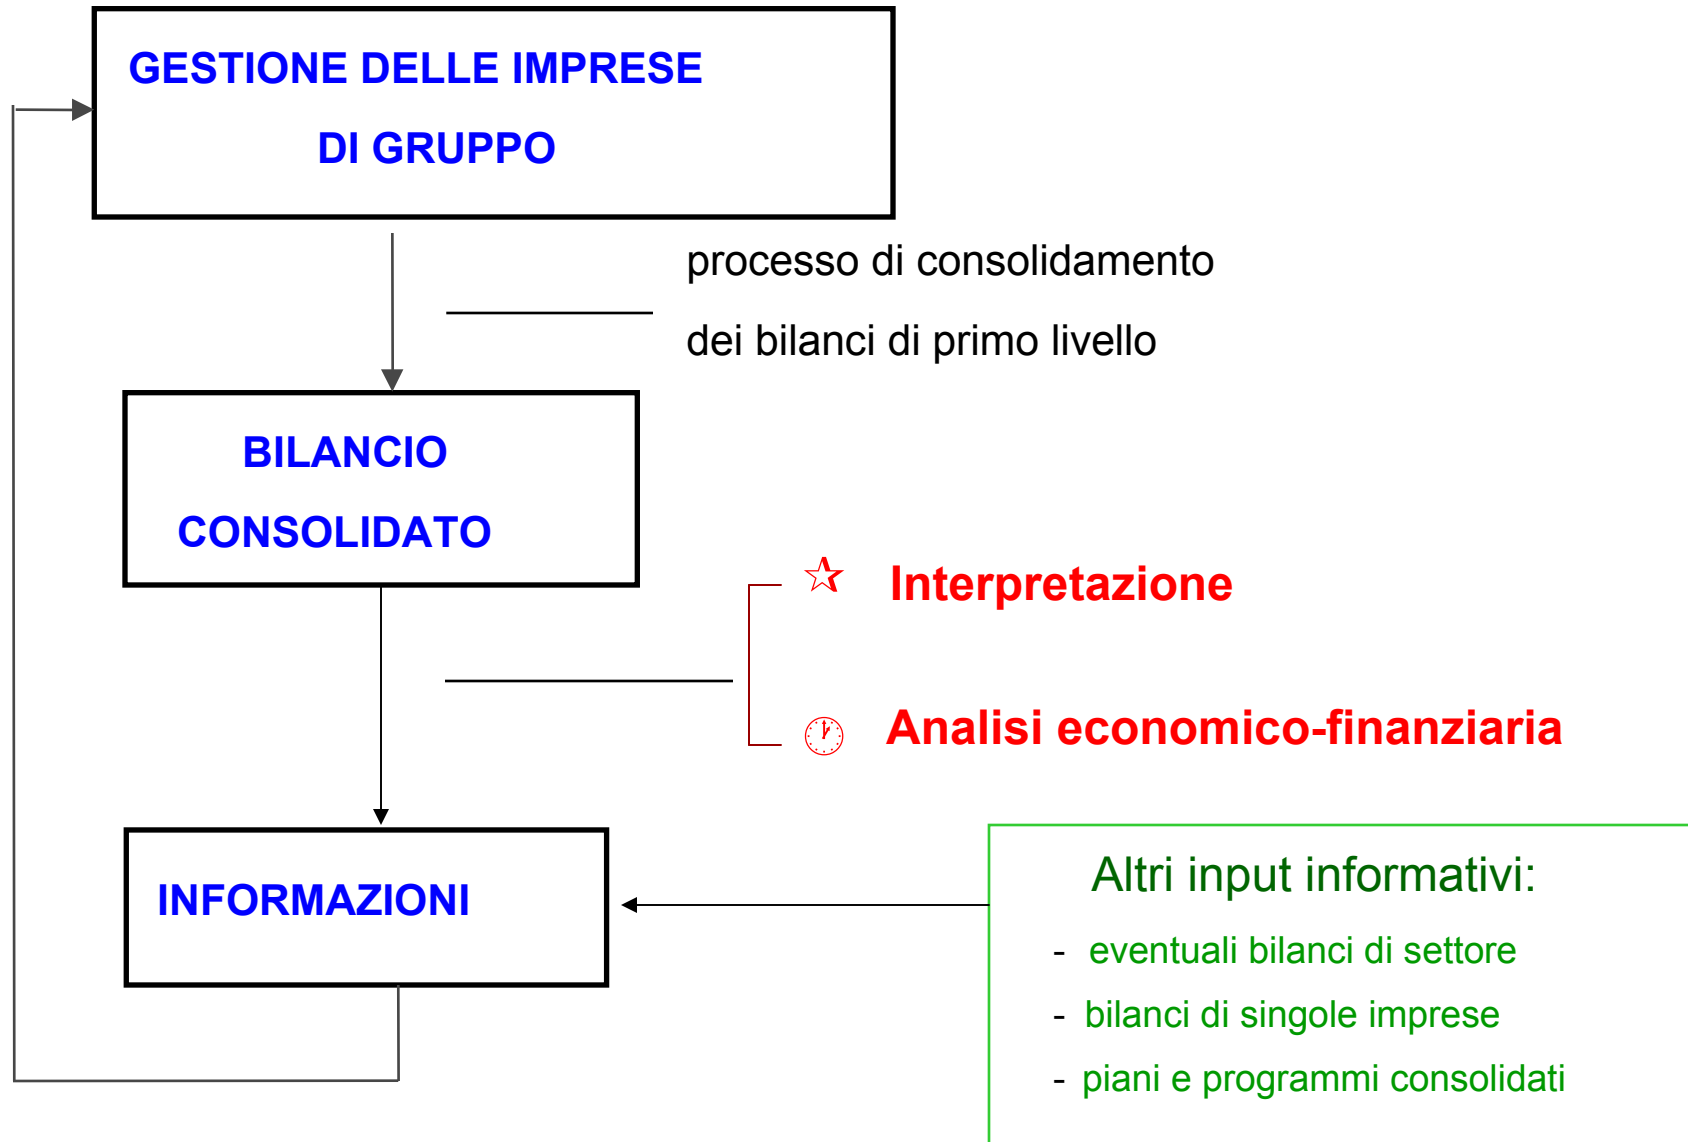 GESTIONE DELLE IMPRESE
DI GRUPPO
processo di consolidamento
dei bilanci di primo livello
BILANCIO
CONSOLIDATO
Interpretazione
Analisi economico-finanziaria
INFORMAZIONI
Altri input informativi:
- eventuali bilanci di settore
- bilanci di singole imprese
- piani e programmi consolidati